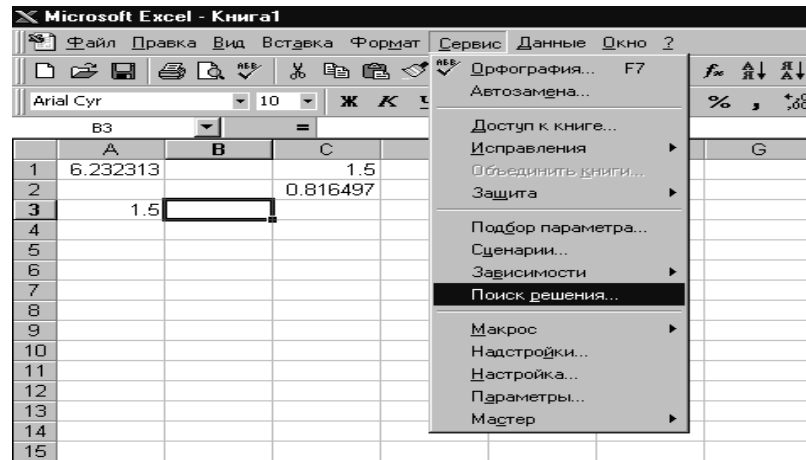 Microsoft Excel - Книга1
Файл Правка Вид Вставка Формат Сервис Данные Окно ?
Arial Cyr 10 Ж К Ч % ,
Орфография... F7
Автозамена...
Доступ к книге...
Исправления
Объединить книги...
Защита
Подбор параметра...
Сценарии...
Зависимости
Поиск решения...
Макрос
Надстройки...
Настройка...
Параметры...
Мастер
B3 =
A B C G
1 6.232313 1.5
2 0.816497
3 1.5
4
5
6
7
8
9
10
11
12
13
14
15